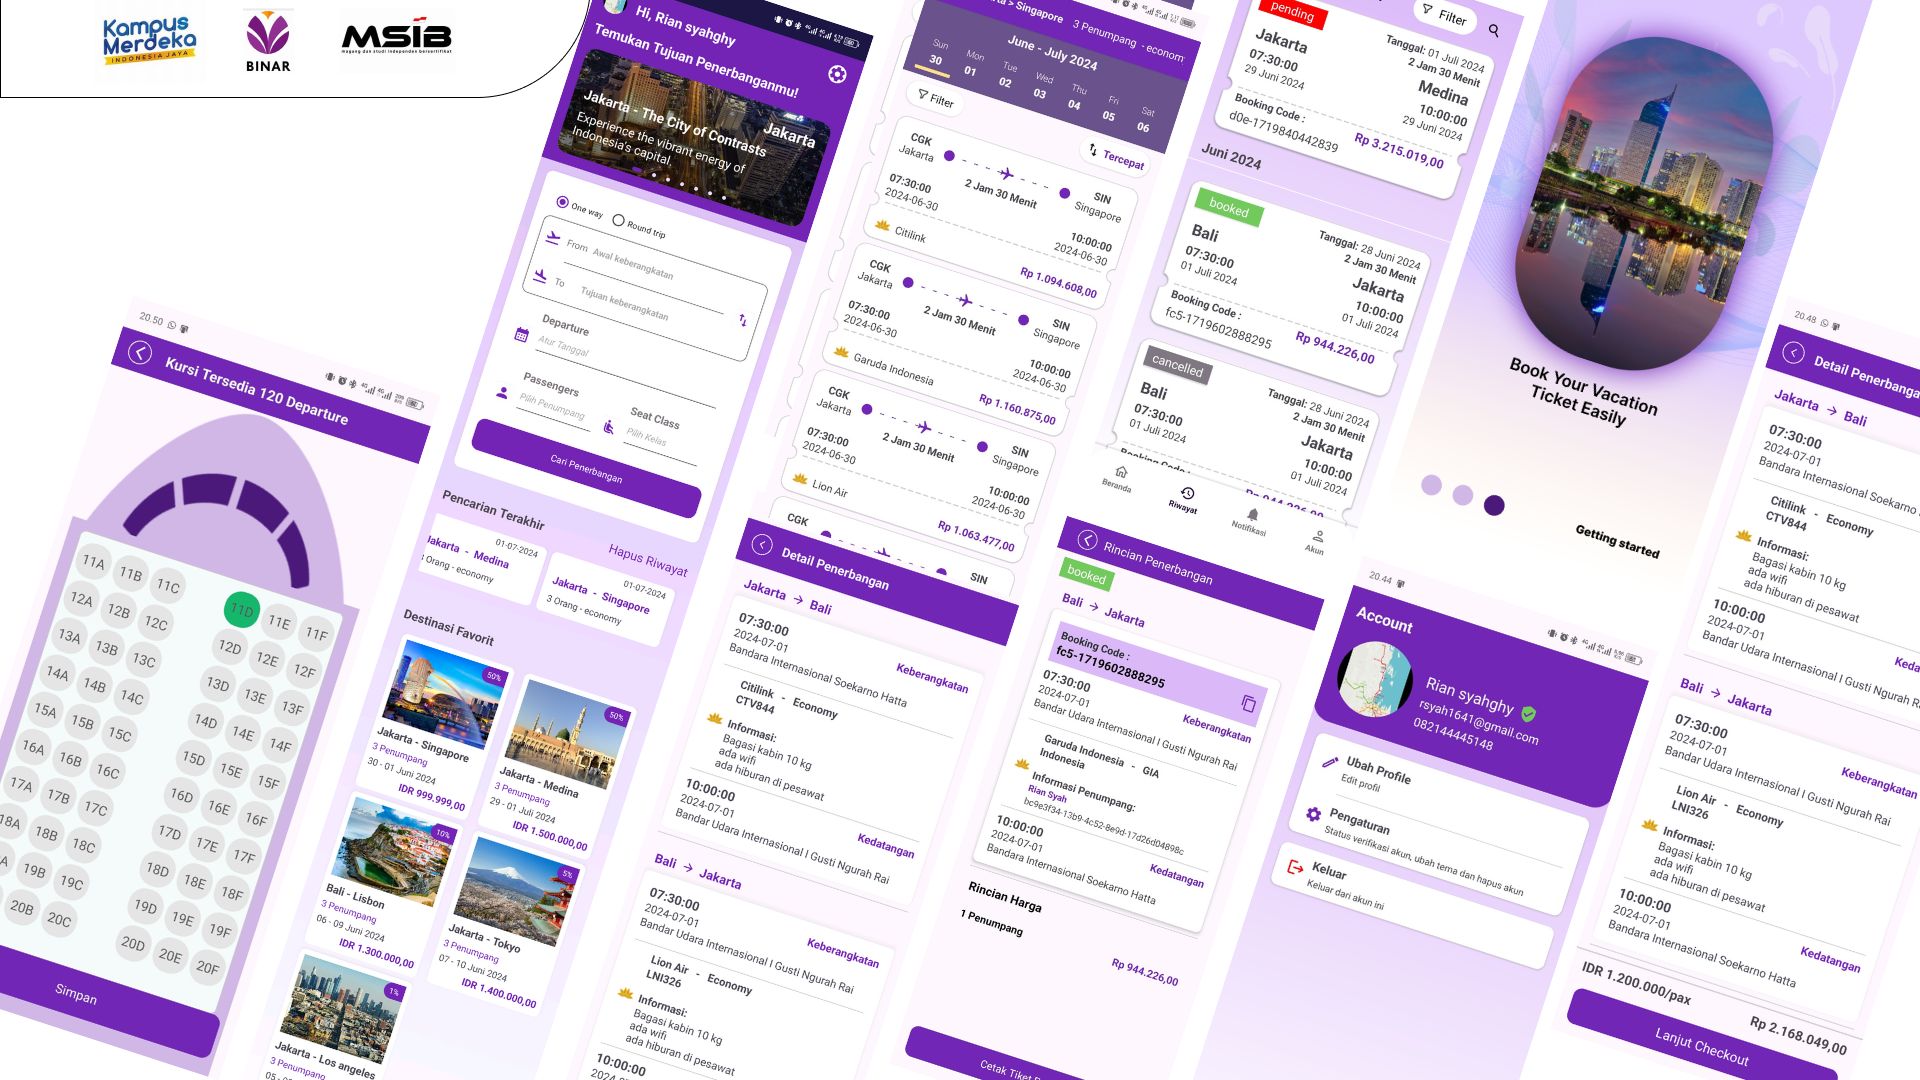 Kampus
Merdeka
INDONESIA JAYA
BINAR
MSIB
magang dan studi independen bersertifikat
20.50
Kursi Tersedia 120 Departure
11A 11B 11C 11D 11E 11F
12A 12B 12C 12D 12E 12F
13A 13B 13C 13D 13E 13F
14A 14B 14C 14D 14E 14F
15A 15B 15C 15D 15E 15F
16A 16B 16C 16D 16E 16F
17A 17B 17C 17D 17E 17F
18A 18B 18C 18D 18E 18F
19B 19C 19D 19E 19F
20B 20C 20D 20E 20F
Simpan
Hi, Rian syahghy
Temukan Tujuan Penerbanganmu!
Jakarta - The City of Contrasts
Jakarta
Experience the vibrant energy of
Indonesia's capital.
One way Round trip
From Awal keberangkatan
To Tujuan keberangkatan
Departure
Atur Tanggal
Passengers
Pilih Penumpang
Seat Class
Pilih Kelas
Cari Penerbangan
Pencarian Terakhir
Hapus Riwayat
01-07-2024
Jakarta - Medina
Orang - economy
01-07-2024
Jakarta - Singapore
3 Orang - economy
Destinasi Favorit
50%
Jakarta - Singapore
3 Penumpang
30 - 01 Juni 2024
IDR 999.999,00
50%
Jakarta - Medina
3 Penumpang
29 - 01 Juli 2024
IDR 1.500.000,00
10%
Bali - Lisbon
3 Penumpang
06 - 09 Juni 2024
IDR 1.300.000,00
5%
Jakarta - Tokyo
3 Penumpang
07 - 10 Juni 2024
IDR 1.400.000,00
1%
Jakarta - Los angeles
3 Penumpang
> Singapore 3 Penumpang - econom
June - July 2024
Sun Mon Tue Wed Thu Fri Sat
30 01 02 03 04 05 06
Filter
Tercepat
CGK
Jakarta
2 Jam 30 Menit
SIN
Singapore
07:30:00
2024-06-30
10:00:00
2024-06-30
Citilink
Rp 1.094.608,00
CGK
Jakarta
2 Jam 30 Menit
SIN
Singapore
07:30:00
2024-06-30
10:00:00
2024-06-30
Garuda Indonesia
Rp 1.160.875,00
CGK
Jakarta
2 Jam 30 Menit
SIN
Singapore
07:30:00
2024-06-30
10:00:00
2024-06-30
Lion Air
Rp 1.063.477,00
CGK
SIN
Detail Penerbangan
Jakarta → Bali
07:30:00
2024-07-01
Bandara Internasional Soekarno Hatta
Keberangkatan
Citilink - Economy
CTV844
Informasi:
Bagasi kabin 10 kg
ada wifi
ada hiburan di pesawat
10:00:00
2024-07-01
Bandar Udara Internasional I Gusti Ngurah Rai
Kedatangan
Bali → Jakarta
07:30:00
2024-07-01
Bandar Udara Internasional I Gusti Ngurah Rai
Keberangkatan
Lion Air - Economy
LNI326
Informasi:
Bagasi kabin 10 kg
ada wifi
ada hiburan di pesawat
10:00:00
Filter
pending
Tanggal: 01 Juli 2024
Jakarta
2 Jam 30 Menit
07:30:00
29 Juni 2024
Medina
10:00:00
29 Juni 2024
Booking Code :
d0e-1719840442839
Rp 3.215.019,00
Juni 2024
booked
Tanggal: 28 Juni 2024
Bali
2 Jam 30 Menit
07:30:00
01 Juli 2024
Jakarta
10:00:00
01 Juli 2024
Booking Code :
fc5-1719602888295
Rp 944.226,00
cancelled
Tanggal: 28 Juni 2024
Bali
2 Jam 30 Menit
07:30:00
01 Juli 2024
Jakarta
10:00:00
01 Juli 2024
Beranda
Riwayat
Notifikasi
Akun
Rincian Penerbangan
booked
Bali → Jakarta
Booking Code :
fc5-1719602888295
07:30:00
2024-07-01
Keberangkatan
Bandar Udara Internasional I Gusti Ngurah Rai
Garuda Indonesia - GIA
Indonesia
Informasi Penumpang:
Rian Syah
bc9e3f34-13b9-4c52-8e9d-17d26d04898c
10:00:00
2024-07-01
Kedatangan
Bandara Internasional Soekarno Hatta
Rincian Harga
1 Penumpang
Rp 944.226,00
Cetak Tiket
Book Your Vacation
Ticket Easily
Getting started
20.44
Account
Rian syahghy
rsyah1641@gmail.com
082144445148
Ubah Profile
Edit profil
Pengaturan
Status verifikasi akun, ubah tema dan hapus akun
Keluar
Keluar dari akun ini
20.48
Detail Penerbanga
Jakarta → Bali
07:30:00
2024-07-01
Bandara Internasional Soekarno
Citilink - Economy
CTV844
Informasi:
Bagasi kabin 10 kg
ada wifi
ada hiburan di pesawat
10:00:00
2024-07-01
Bandar Udara Internasional I Gusti Ngurah
Bali → Jakarta
07:30:00
2024-07-01
Bandar Udara Internasional I Gusti Ngurah Rai
Keberangkatan
Lion Air - Economy
LNI326
Informasi:
Bagasi kabin 10 kg
ada wifi
ada hiburan di pesawat
10:00:00
2024-07-01
Bandara Internasional Soekarno Hatta
Kedatangan
IDR 1.200.000/pax
Rp 2.168.049,00
Lanjut Checkout